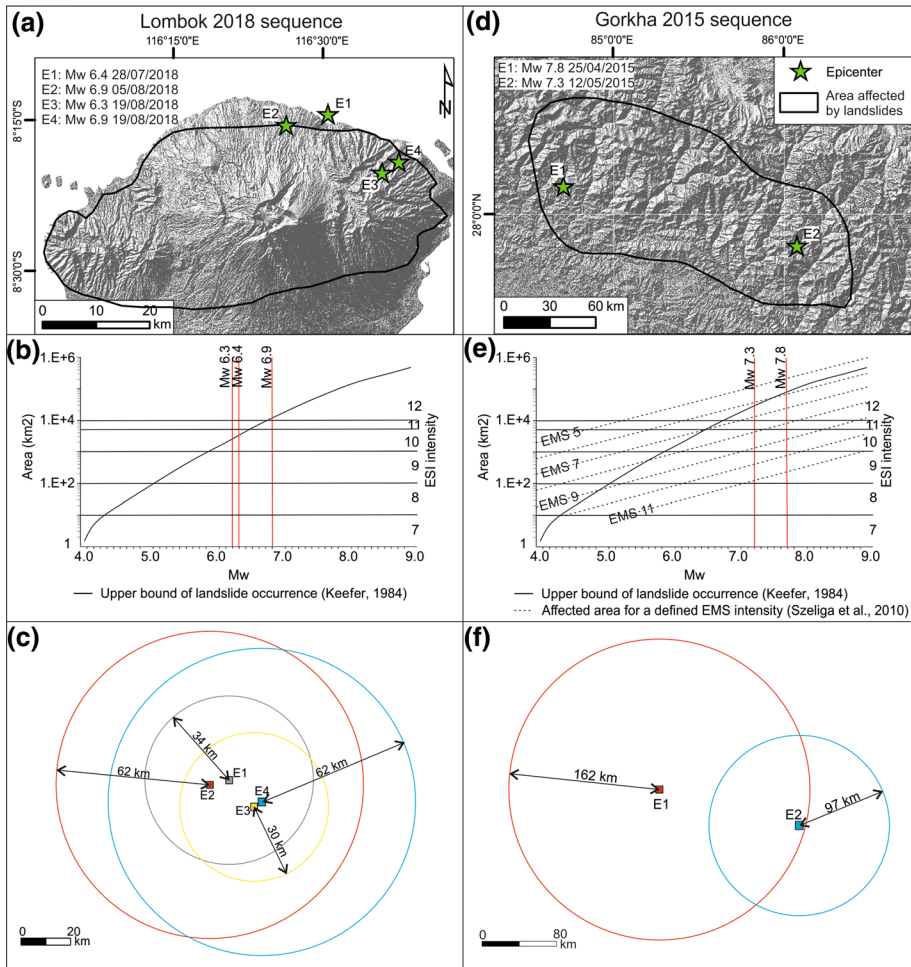 (a)
Lombok 2018 sequence
116°15'0"E
116°30'0"E
8°15'0"S
8°30'0"S
E1: Mw 6.4 28/07/2018
E2: Mw 6.9 05/08/2018
E3: Mw 6.3 19/08/2018
E4: Mw 6.9 19/08/2018
N
E1
E2
E4
E3
0 10 20
km
(d)
Gorkha 2015 sequence
85°0'0"E
86°0'0"E
28°0'0"N
E1: Mw 7.8 25/04/2015
E2: Mw 7.3 12/05/2015
Epicenter
Area affected
by landslides
E1
E2
0 30 60
km
(b)
1.E+6
1.E+4
1.E+2
1
Area (km2)
Mw 6.3
Mw 6.4
Mw 6.9
12
11
10
9
8
7
ESI intensity
4.0 5.0 6.0 7.0 8.0 9.0
Mw
Upper bound of landslide occurrence (Keefer, 1984)
(e)
1.E+6
1.E+4
1.E+2
1
Area (km2)
Mw 7.3
Mw 7.8
EMS 5
EMS 7
EMS 9
EMS 11
12
11
10
9
8
7
ESI intensity
4.0 5.0 6.0 7.0 8.0 9.0
Mw
Upper bound of landslide occurrence (Keefer, 1984)
Affected area for a defined EMS intensity (Szeliga et al., 2010)
(c)
34 km
62 km
62 km
30 km
E1
E2
E4
E3
0 20
km
(f)
162 km
97 km
E1
E2
0 80
km